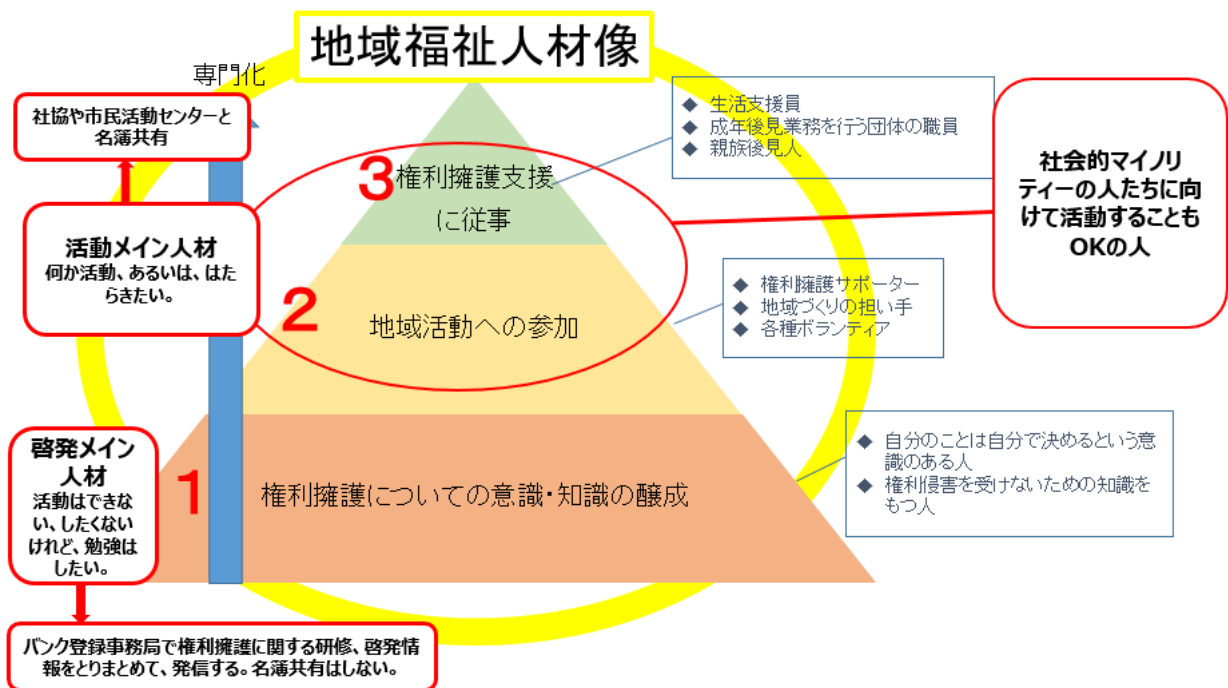 地域福祉人材像
専門化
社協や市民活動センターと
名簿共有
活動メイン人材
何か活動、あるいは、はた
らきたい。
啓発メイン
人材
活動はできな
い、したくない
けれど、勉強は
したい。
バンク登録事務局で権利擁護に関する研修、啓発情
報をとりまとめて、発信する。名簿共有はしない。
3
権利擁護支援
に従事
2
地域活動への参加
1
権利擁護についての意識・知識の醸成
◆ 生活支援員
◆ 成年後見業務を行う団体の職員
◆ 親族後見人
◆ 権利擁護サポーター
◆ 地域づくりの担い手
◆ 各種ボランティア
◆ 自分のことは自分で決めるという意
識のある人
◆ 権利侵害を受けないための知識を
もつ人
社会的マイノリ
ティーの人たちに向
けて活動することも
OKの人